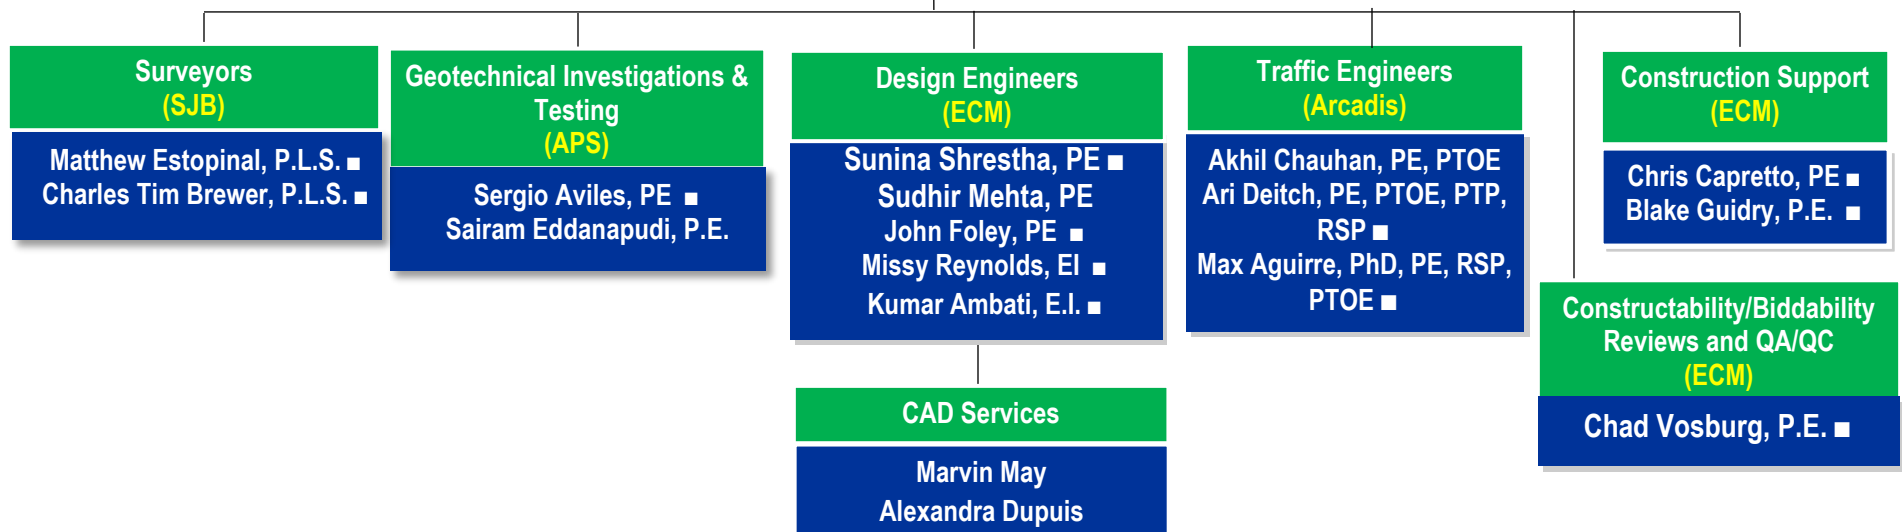 Surveyors
(SJB)
Matthew Estopinal, P.L.S. ■
Charles Tim Brewer, P.L.S. ■
Geotechnical Investigations &
Testing
(APS)
Sergio Aviles, PE ■
Sairam Eddanapudi, P.E.
Design Engineers
(ECM)
Sunina Shrestha, PE ■
Sudhir Mehta, PE
John Foley, PE ■
Missy Reynolds, EI ■
Kumar Ambati, E.I. ■
CAD Services
Marvin May
Alexandra Dupuis
Traffic Engineers
(Arcadis)
Akhil Chauhan, PE, PTOE
Ari Deitch, PE, PTOE, PTP,
RSP ■
Max Aguirre, PhD, PE, RSP,
PTOE ■
Construction Support
(ECM)
Chris Capretto, PE ■
Blake Guidry, P.E. ■
Constructability/Biddability
Reviews and QA/QC
(ECM)
Chad Vosburg, P.E. ■